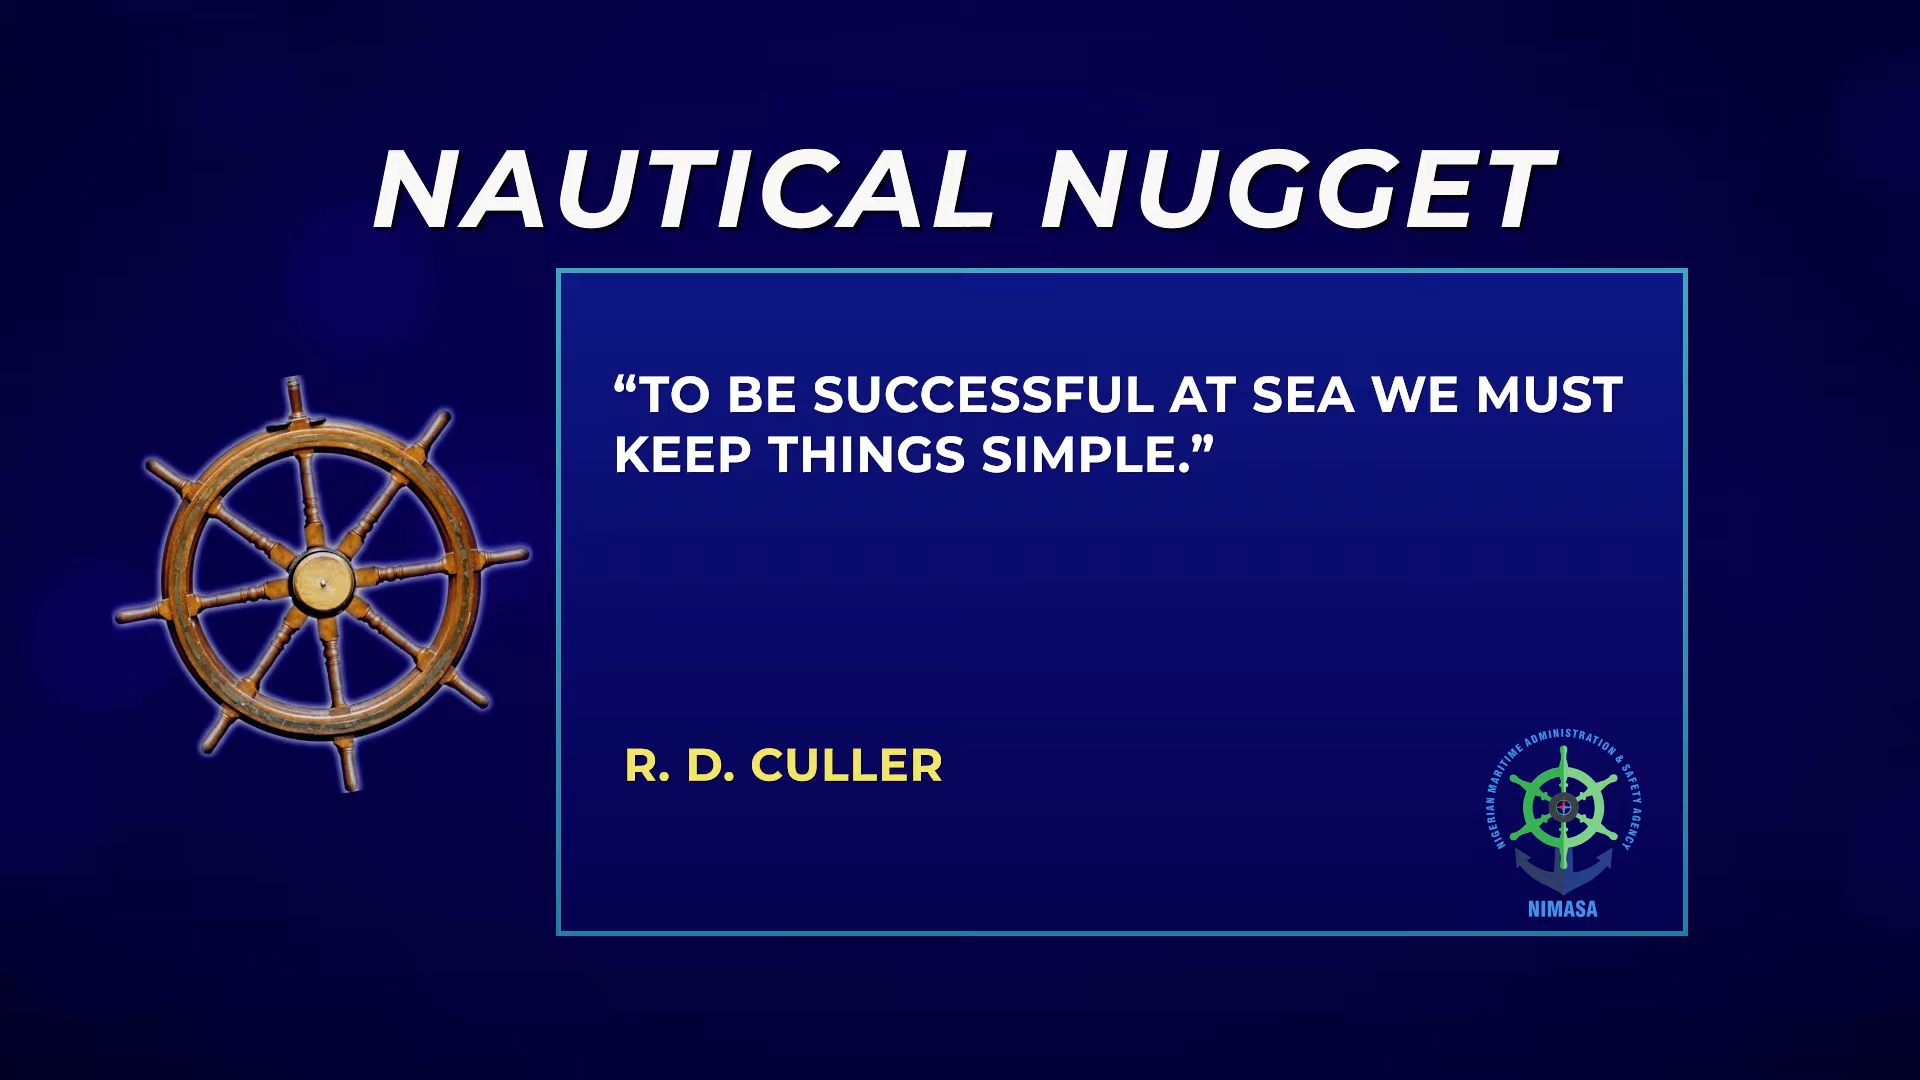 NAUTICAL NUGGET
“TO BE SUCCESSFUL AT SEA WE MUST
KEEP THINGS SIMPLE.”
R. D. CULLER
NIGERIAN MARITIME ADMINISTRATION & SAFETY AGENCY
NIMASA